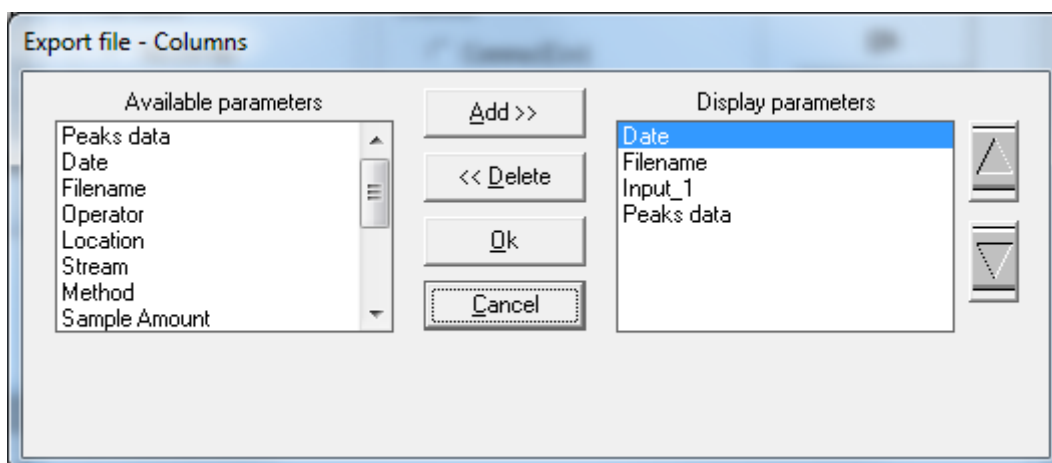 Export file - Columns
Available parameters
Peaks data
Date
Filename
Operator
Location
Stream
Method
Sample Amount
Add >>
<< Delete
Ok
Cancel
Display parameters
Date
Filename
Input_1
Peaks data